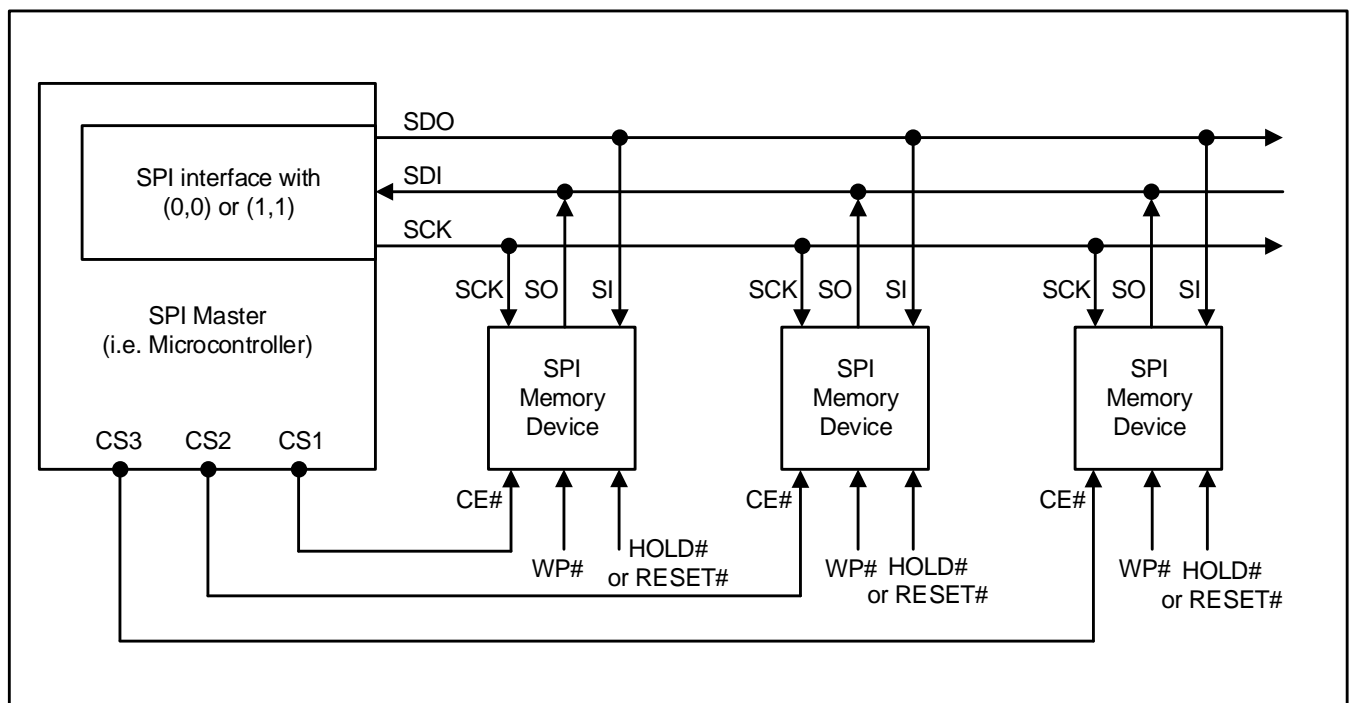 SDO
SPI interface with
(0,0) or (1,1)
SDI
SCK
SPI Master
(i.e. Microcontroller)
SCK SO SI
SCK SO SI
SCK SO SI
SPI
Memory
Device
SPI
Memory
Device
SPI
Memory
Device
CS3 CS2 CS1
CE#
WP#
HOLD#
or RESET#
CE#
WP#
HOLD#
or RESET#
CE#
WP#
HOLD#
or RESET#